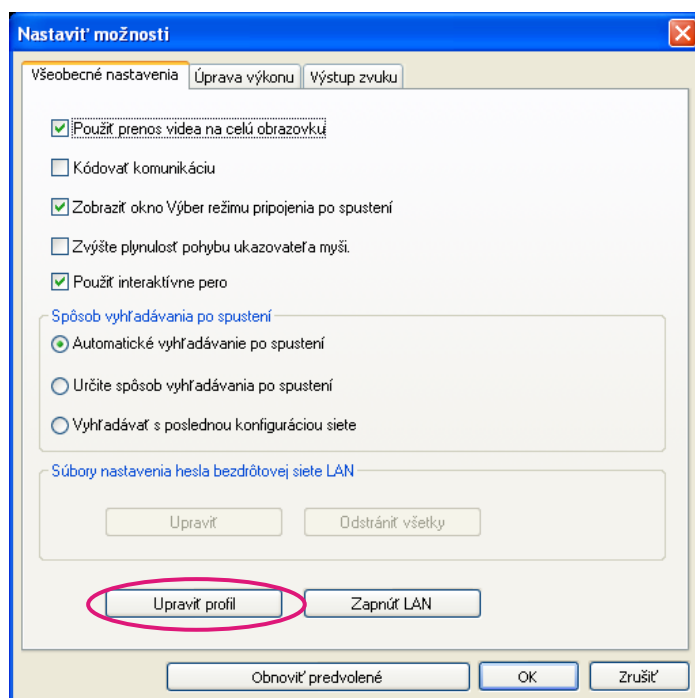 Nastaviť možnosti
Všeobecné nastavenia Úprava výkonu Výstup zvuku
Použiť prenos videa na celú obrazovku
Kódovať komunikáciu
Zobraziť okno Výber režimu pripojenia po spustení
Zvýšte plynulosť pohybu ukazovateľa myši.
Použiť interaktívne pero
Spôsob vyhľadávania po spustení
Automatické vyhľadávanie po spustení
Určite spôsob vyhľadávania po spustení
Vyhľadávať s poslednou konfiguráciou siete
Súbory nastavenia hesla bezdrôtovej siete LAN
Upraviť Odstrániť všetky
Upraviť profil Zapnúť LAN
Obnoviť predvolené OK Zrušiť